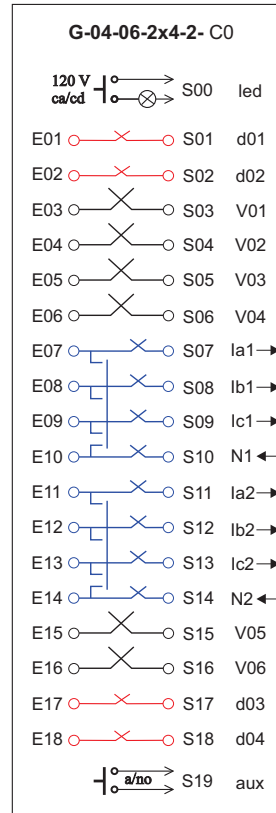 G-04-06-2x4-2- C0
120 V
ca/cd
S00 led
E01 S01 d01
E02 S02 d02
E03 S03 V01
E04 S04 V02
E05 S05 V03
E06 S06 V04
E07 S07 Ia1
E08 S08 Ib1
E09 S09 Ic1
E10 S10 N1
E11 S11 Ia2
E12 S12 Ib2
E13 S13 Ic2
E14 S14 N2
E15 S15 V05
E16 S16 V06
E17 S17 d03
E18 S18 d04
a/no S19 aux